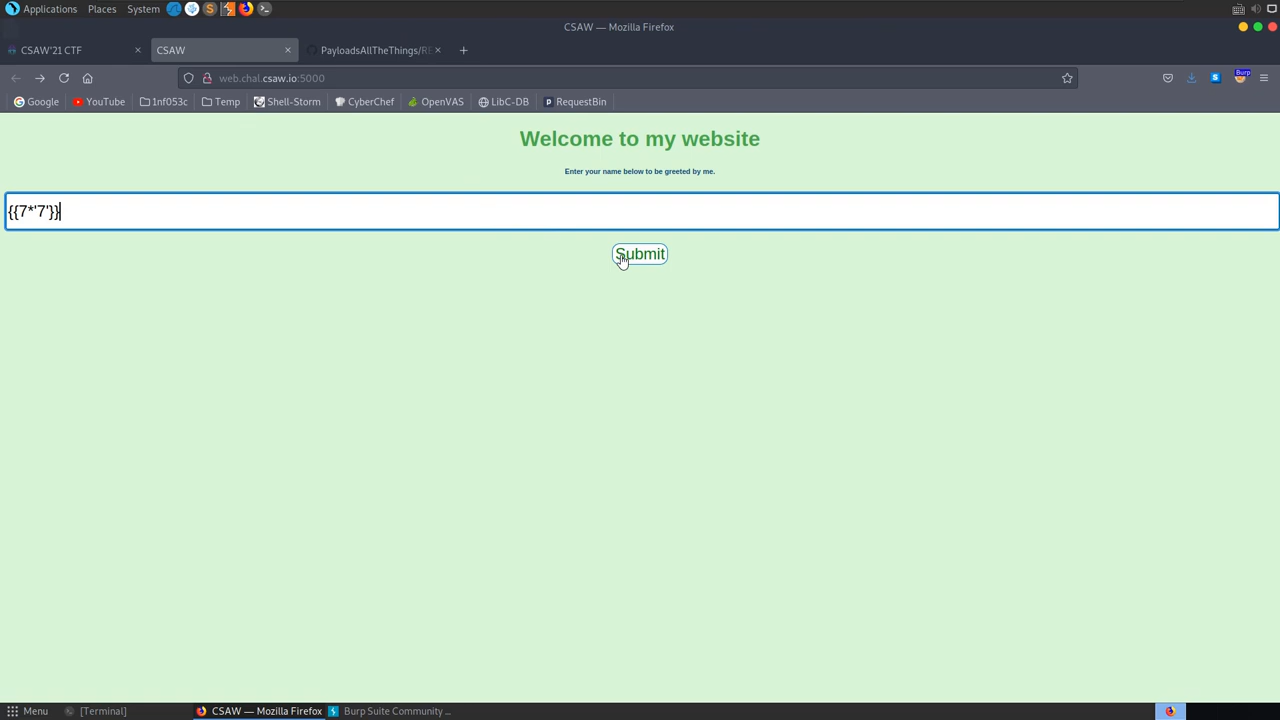 Applications Places System
CSAW — Mozilla Firefox
CSAW'21 CTF CSAW PayloadsAllTheThings/RE
web.chal.csaw.io:5000
Burp
Google YouTube 1nf053c Temp Shell-Storm CyberChef OpenVAS LibC-DB RequestBin
Welcome to my website
Enter your name below to be greeted by me.
{{7*'7'}}
Submit
Menu [Terminal] CSAW — Mozilla Firefox Burp Suite Community ...